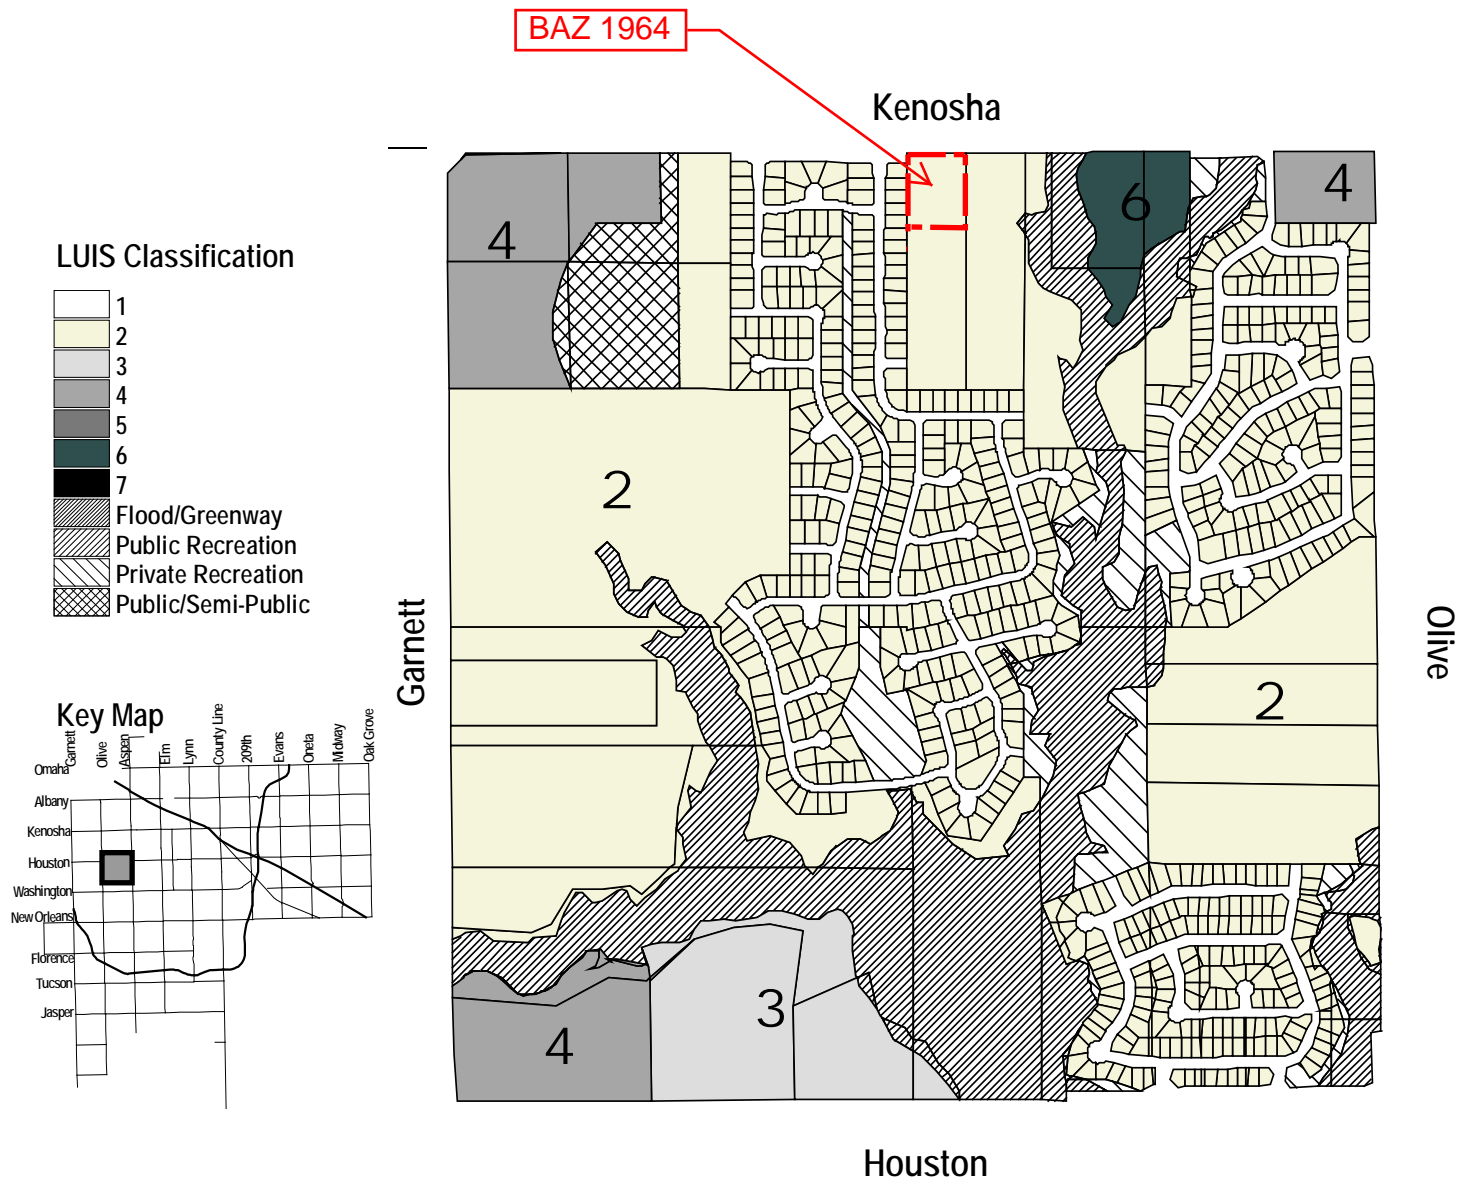 BAZ 1964
Kenosha
4
6
4
LUIS Classification
1
2
3
4
5
6
7
Flood/Greenway
Public Recreation
Private Recreation
Public/Semi-Public
2
Garnett
Olive
2
Key Map
Garnett
Olive
Aspen
Elm
Lynn
County Line
209th
Evans
Oneta
Midway
Oak Grove
Omaha
Albany
Kenosha
Houston
Washington
New Orleans
Florence
Tucson
Jasper
3
4
Houston